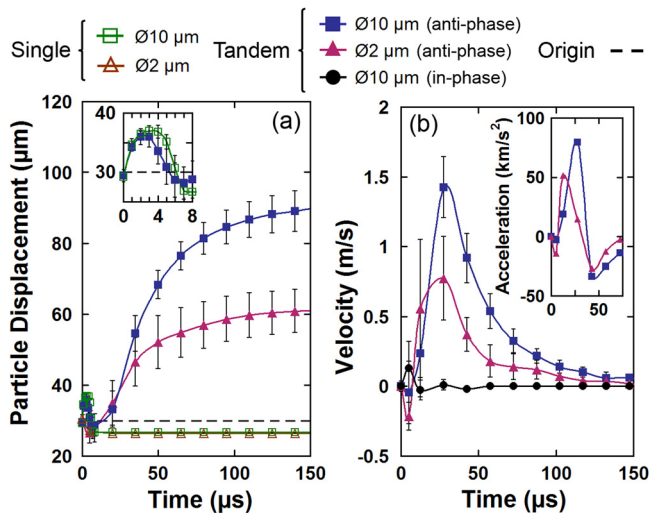 Single
Ø10 µm
Ø2 µm
Tandem
Ø10 µm (anti-phase)
Ø2 µm (anti-phase)
Ø10 µm (in-phase)
Origin
(a)
Particle Displacement (µm)
120
100
80
60
40
20
0 50 100 150
Time (µs)
40
30
0 4 8
(b)
Velocity (m/s)
2
1.5
1
0.5
0
-0.5
0 50 100 150
Time (µs)
Acceleration (km/s²)
100
50
0
-50
0 50